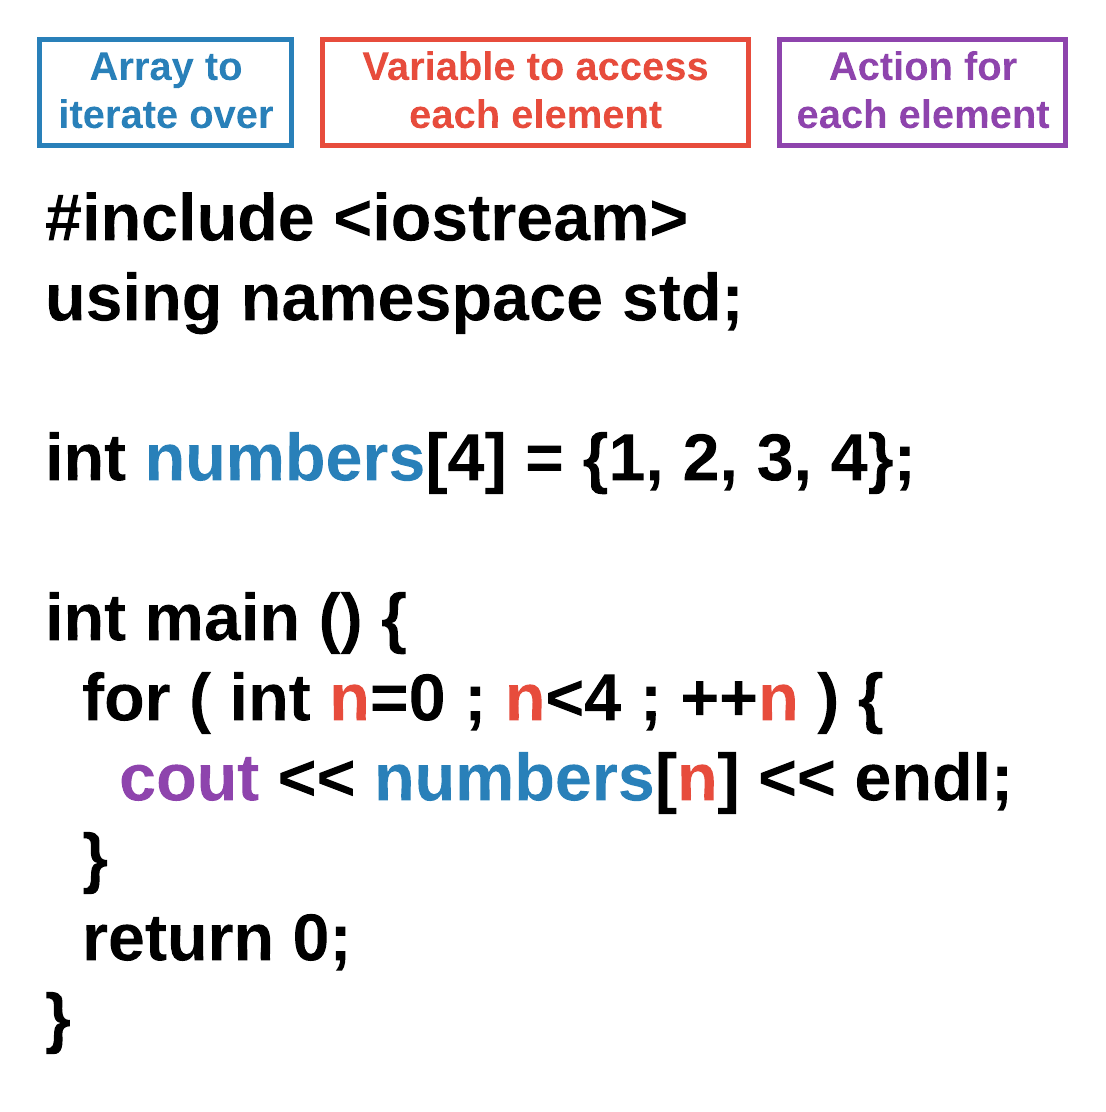 Array to
iterate over
Variable to access
each element
Action for
each element
#include <iostream>
using namespace std;
int numbers[4] = {1, 2, 3, 4};
int main () {
for ( int n=0 ; n<4 ; ++n ) {
cout << numbers[n] << endl;
}
return 0;
}